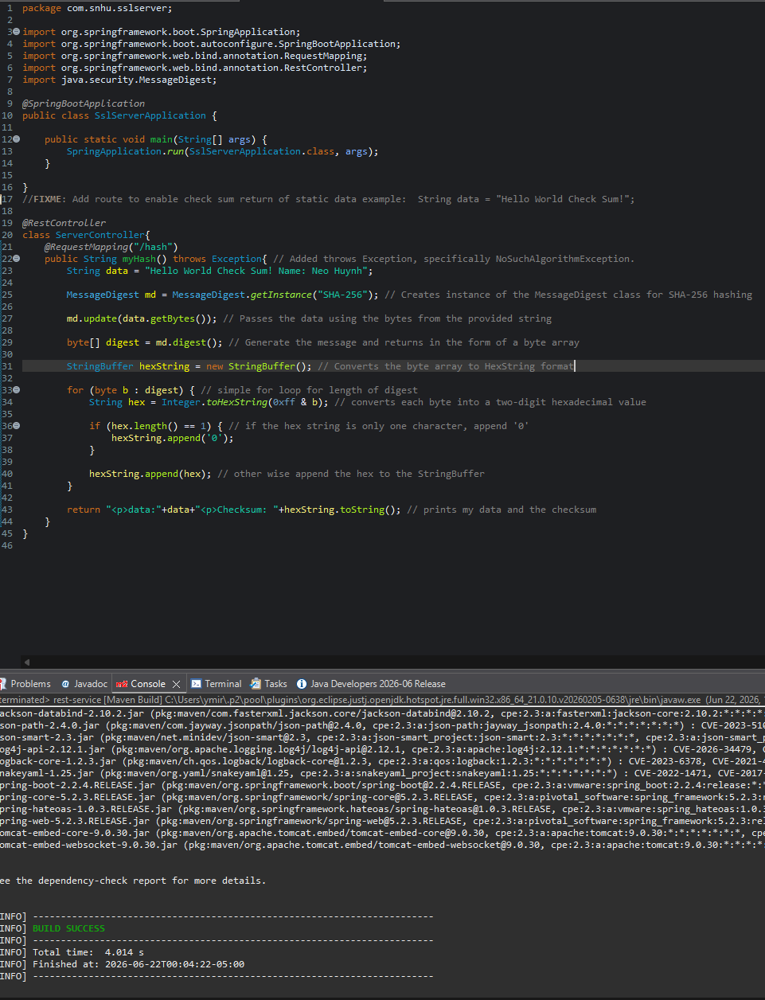 1 package com.snhu.sslserver;
2
3 import org.springframework.boot.SpringApplication;
4 import org.springframework.boot.autoconfigure.SpringBootApplication;
5 import org.springframework.web.bind.annotation.RequestMapping;
6 import org.springframework.web.bind.annotation.RestController;
7 import java.security.MessageDigest;
8
9 @SpringBootApplication
10 public class SslServerApplication {
11
12     public static void main(String[] args) {
13         SpringApplication.run(SslServerApplication.class, args);
14     }
15
16 }
17 //FIXME: Add route to enable check sum return of static data example:  String data = "Hello World Check Sum!";
18
19 @RestController
20 class ServerController{
21     @RequestMapping("/hash")
22     public String myHash() throws Exception{ // Added throws Exception, specifically NoSuchAlgorithmException.
23         String data = "Hello World Check Sum! Name: Neo Huynh";
24
25         MessageDigest md = MessageDigest.getInstance("SHA-256"); // Creates instance of the MessageDigest class for SHA-256 hashing
26
27         md.update(data.getBytes()); // Passes the data using the bytes from the provided string
28
29         byte[] digest = md.digest(); // Generate the message and returns in the form of a byte array
30
31         StringBuffer hexString = new StringBuffer(); // Converts the byte array to HexString format
32
33         for (byte b : digest) { // simple for loop for length of digest
34             String hex = Integer.toHexString(0xff & b); // converts each byte into a two-digit hexadecimal value
35
36             if (hex.length() == 1) { // if the hex string is only one character, append '0'
37                 hexString.append('0');
38             }
39
40             hexString.append(hex); // other wise append the hex to the StringBuffer
41         }
42
43         return "<p>data:"+data+"<p>Checksum: "+hexString.toString(); // prints my data and the checksum
44     }
45 }
46
Problems @ Javadoc Console Terminal Tasks Java Developers 2026-06 Release
terminated> rest-service [Maven Build] C:\Users\ymir\.p2\pool\plugins\org.eclipse.justj.openjdk.hotspot.jre.full.win32.x86_64_21.0.10.v20260205-0638\jre\bin\javaw.exe (Jun 22, 2026,
jackson-databind-2.10.2.jar (pkg:maven/com.fasterxml.jackson.core/jackson-databind@2.10.2, cpe:2.3:a:fasterxml:jackson-core:2.10.2:*:*:*:*
son-path-2.4.0.jar (pkg:maven/com.jayway.jsonpath/json-path@2.4.0, cpe:2.3:a:json-path:jayway_jsonpath:2.4.0:*:*:*:*:*:*:*) : CVE-2023-510
son-smart-2.3.jar (pkg:maven/net.minidev/json-smart@2.3, cpe:2.3:a:json-smart_project:json-smart:2.3:*:*:*:*:*:*:*, cpe:2.3:a:json-smart_p
log4j-api-2.12.1.jar (pkg:maven/org.apache.logging.log4j/log4j-api@2.12.1, cpe:2.3:a:apache:log4j:2.12.1:*:*:*:*:*:*:*) : CVE-2026-34479, C
logback-core-1.2.3.jar (pkg:maven/ch.qos.logback/logback-core@1.2.3, cpe:2.3:a:qos:logback:1.2.3:*:*:*:*:*:*:*) : CVE-2023-6378, CVE-2021-4
snakeyaml-1.25.jar (pkg:maven/org.yaml/snakeyaml@1.25, cpe:2.3:a:snakeyaml_project:snakeyaml:1.25:*:*:*:*:*:*:*) : CVE-2022-1471, CVE-2017-
pring-boot-2.2.4.RELEASE.jar (pkg:maven/org.springframework.boot/spring-boot@2.2.4.RELEASE, cpe:2.3:a:vmware:spring_boot:2.2.4:release:*:*
pring-core-5.2.3.RELEASE.jar (pkg:maven/org.springframework/spring-core@5.2.3.RELEASE, cpe:2.3:a:pivotal_software:spring_framework:5.2.3:r
pring-hateoas-1.0.3.RELEASE.jar (pkg:maven/org.springframework.hateoas/spring-hateoas@1.0.3.RELEASE, cpe:2.3:a:vmware:spring_hateoas:1.0.3
pring-web-5.2.3.RELEASE.jar (pkg:maven/org.springframework/spring-web@5.2.3.RELEASE, cpe:2.3:a:pivotal_software:spring_framework:5.2.3:rel
omcat-embed-core-9.0.30.jar (pkg:maven/org.apache.tomcat.embed/tomcat-embed-core@9.0.30, cpe:2.3:a:apache:tomcat:9.0.30:*:*:*:*:*:*:*, cpe
omcat-embed-websocket-9.0.30.jar (pkg:maven/org.apache.tomcat.embed/tomcat-embed-websocket@9.0.30, cpe:2.3:a:apache:tomcat:9.0.30:*:*:*:*:
ee the dependency-check report for more details.
INFO] ------------------------------------------------------------------------
INFO] BUILD SUCCESS
INFO] ------------------------------------------------------------------------
INFO] Total time:  4.014 s
INFO] Finished at: 2026-06-22T00:04:22-05:00
INFO] ------------------------------------------------------------------------